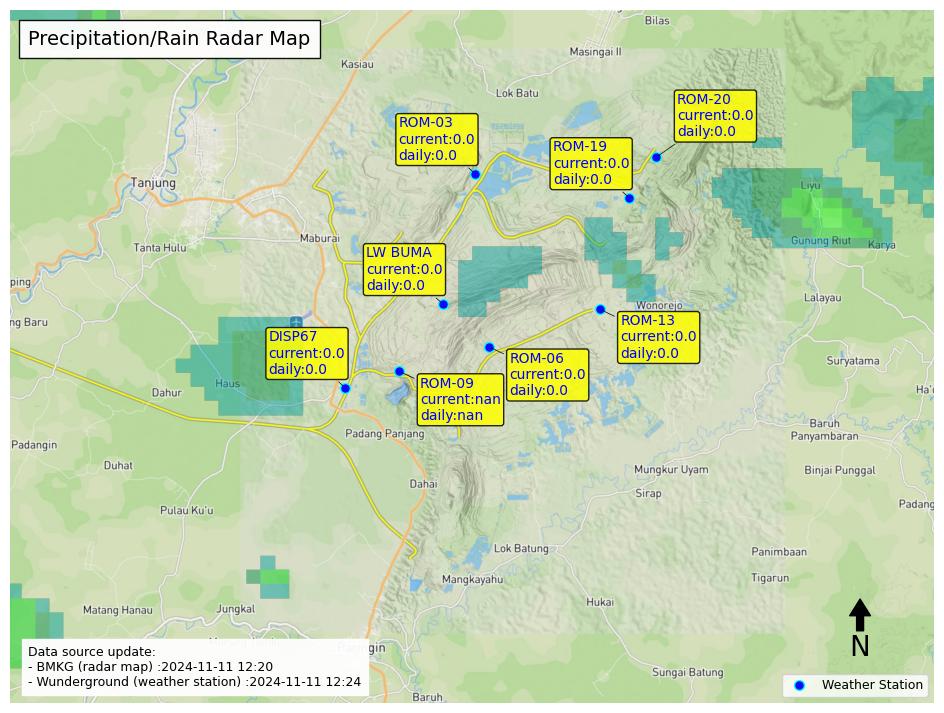 Precipitation/Rain Radar Map
Bilas
Masingai II
Kasiau
Lok Batu
ROM-20
current:0.0
daily:0.0
ROM-03
current:0.0
daily:0.0
ROM-19
current:0.0
daily:0.0
Tanjung
Liyu
Maburai
Tanta Hulu
Gunung Riut
Karya
LW BUMA
current:0.0
daily:0.0
ping
Wonorejo
Lalayau
ng Baru
ROM-13
current:0.0
daily:0.0
DISP67
current:0.0
daily:0.0
ROM-06
current:0.0
daily:0.0
Suryatama
Haus
Dahur
ROM-09
current:nan
daily:nan
Ha
Baruh
Panyambaran
Padangin
Padang Panjang
Duhat
Mungkur Uyam
Binjai Punggal
Dahai
Sirap
Padang
Pulau Ku'u
Lok Batung
Panimbaan
Mangkayahu
Tigarun
Hukai
Matang Hanau
Jungkal
N
Data source update:
- BMKG (radar map) :2024-11-11 12:20
- Wunderground (weather station) :2024-11-11 12:24
Sungai Batung
Weather Station
Baruh